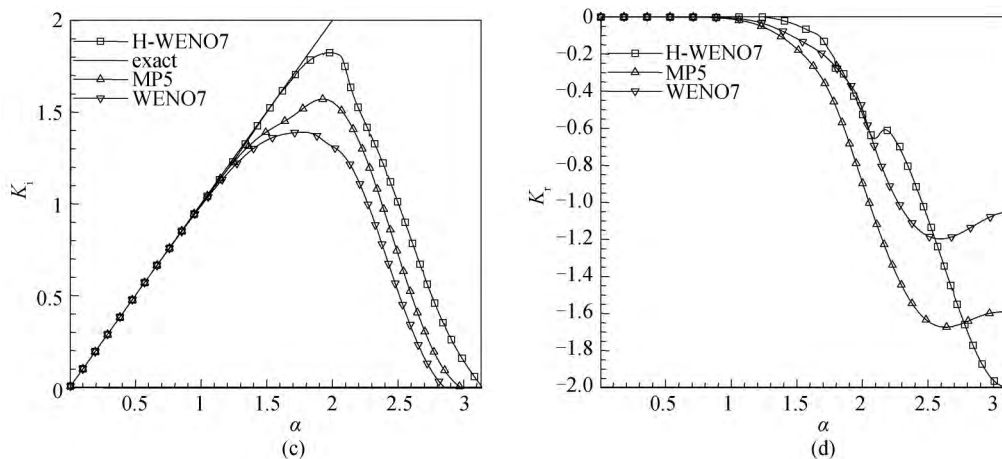 2
1.5
1
0.5
0
K_i
H-WENO7
exact
MP5
WENO7
0.5 1 1.5 2 2.5 3
α
(c)
0
−0.2
−0.4
−0.6
−0.8
−1.0
−1.2
−1.4
−1.6
−1.8
−2.0
K_r
H-WENO7
MP5
WENO7
0.5 1 1.5 2 2.5 3
α
(d)